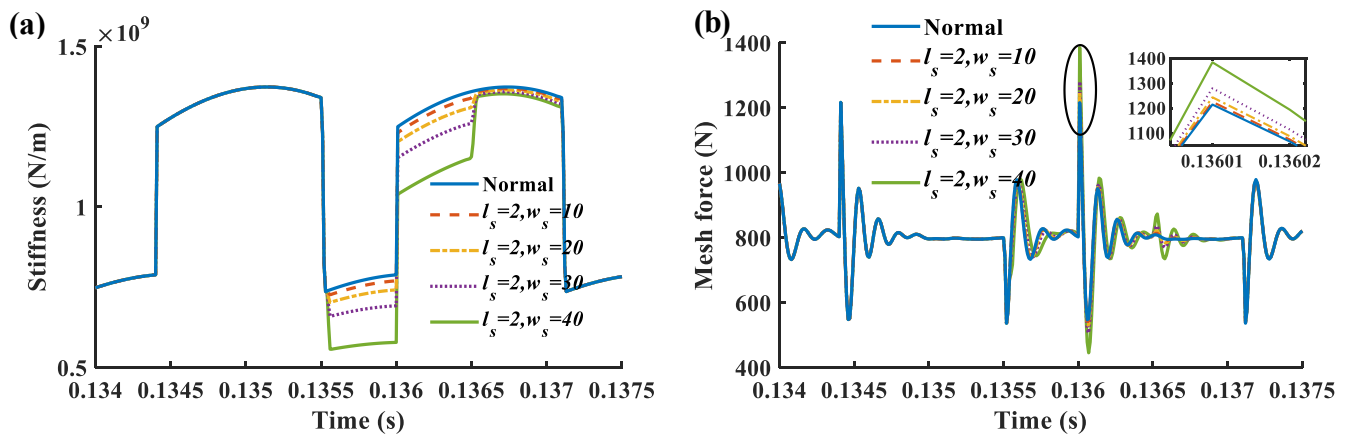 (a)
×10⁹
1.5
1
0.5
Stiffness (N/m)
Normal
l_s=2,w_s=10
l_s=2,w_s=20
l_s=2,w_s=30
l_s=2,w_s=40
0.134 0.1345 0.135 0.1355 0.136 0.1365 0.137 0.1375
Time (s)
(b)
1400
1200
1000
800
600
400
Mesh force (N)
Normal
l_s=2,w_s=10
l_s=2,w_s=20
l_s=2,w_s=30
l_s=2,w_s=40
1400
1300
1200
1100
0.13601 0.13602
0.134 0.1345 0.135 0.1355 0.136 0.1365 0.137 0.1375
Time (s)